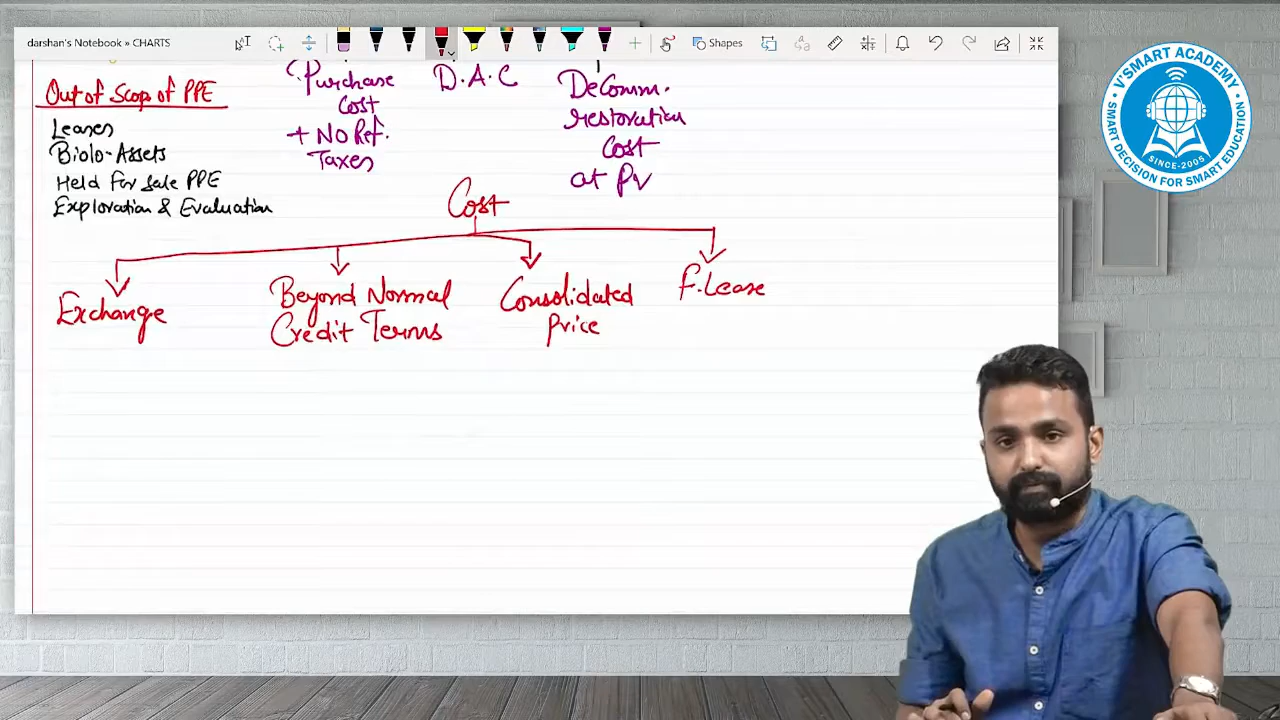 darshan's Notebook » CHARTS
Shapes
Out of Scope of PPE
Leases
Biolo-Assets
Held for sale PPE
Exploration & Evaluation
Purchase
Cost
+ No Ref.
Taxes
D.A.C
DeComm.
restoration
Cost
at PV
Cost
Exchange
Beyond Normal
Credit Terms
Consolidated
Price
F.Lease
V'SMART ACADEMY
SINCE-2005
SMART DECISION FOR SMART EDUCATION